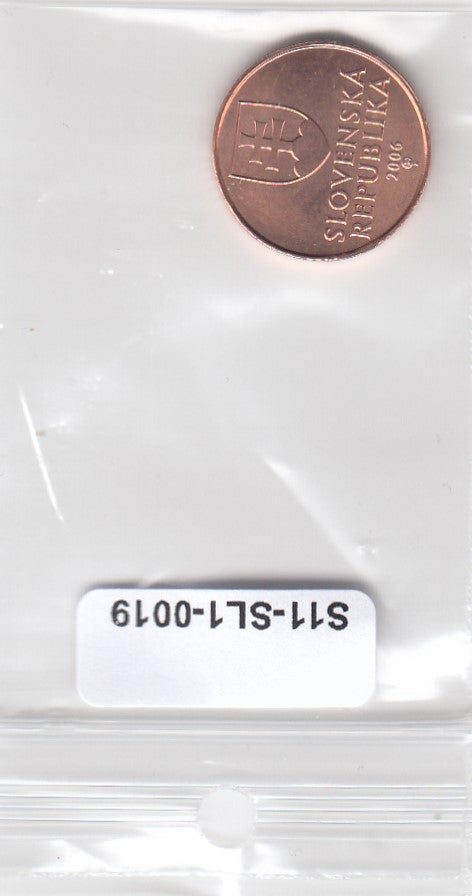 SLOVENSKÁ
REPUBLIKA
2006
S11-SL1-0019